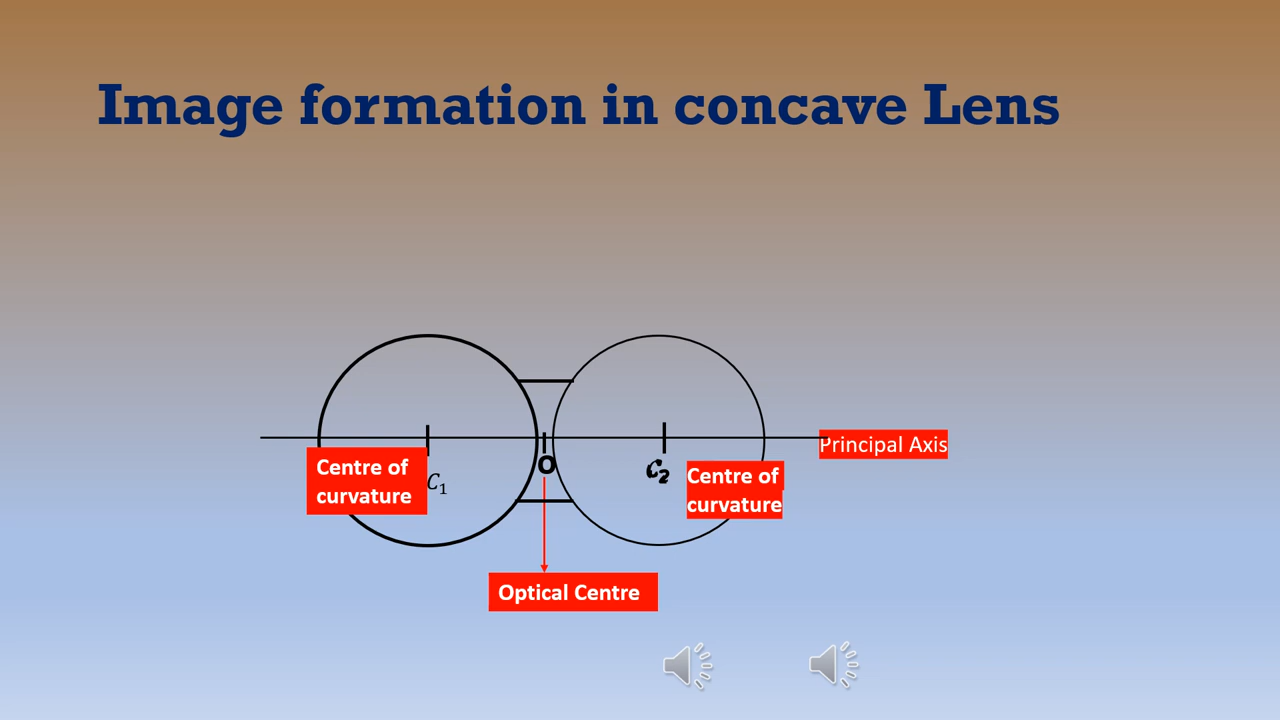 Image formation in concave Lens
Principal Axis
Centre of
curvature
C₁
O
C₂
Centre of
curvature
Optical Centre